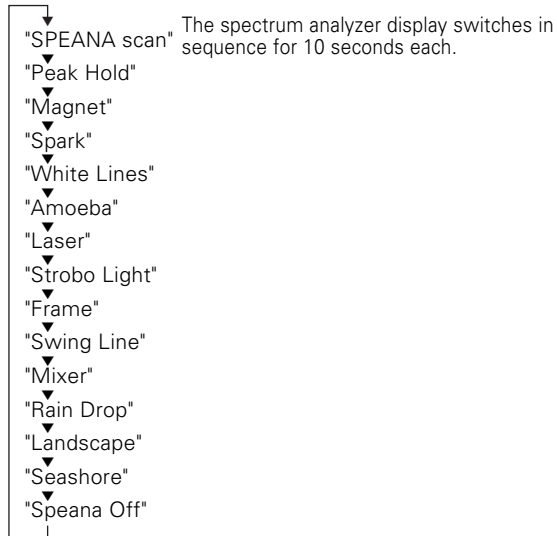 "SPEANA scan" The spectrum analyzer display switches in
sequence for 10 seconds each.
"Peak Hold"
"Magnet"
"Spark"
"White Lines"
"Amoeba"
"Laser"
"Strobo Light"
"Frame"
"Swing Line"
"Mixer"
"Rain Drop"
"Landscape"
"Seashore"
"Speana Off"